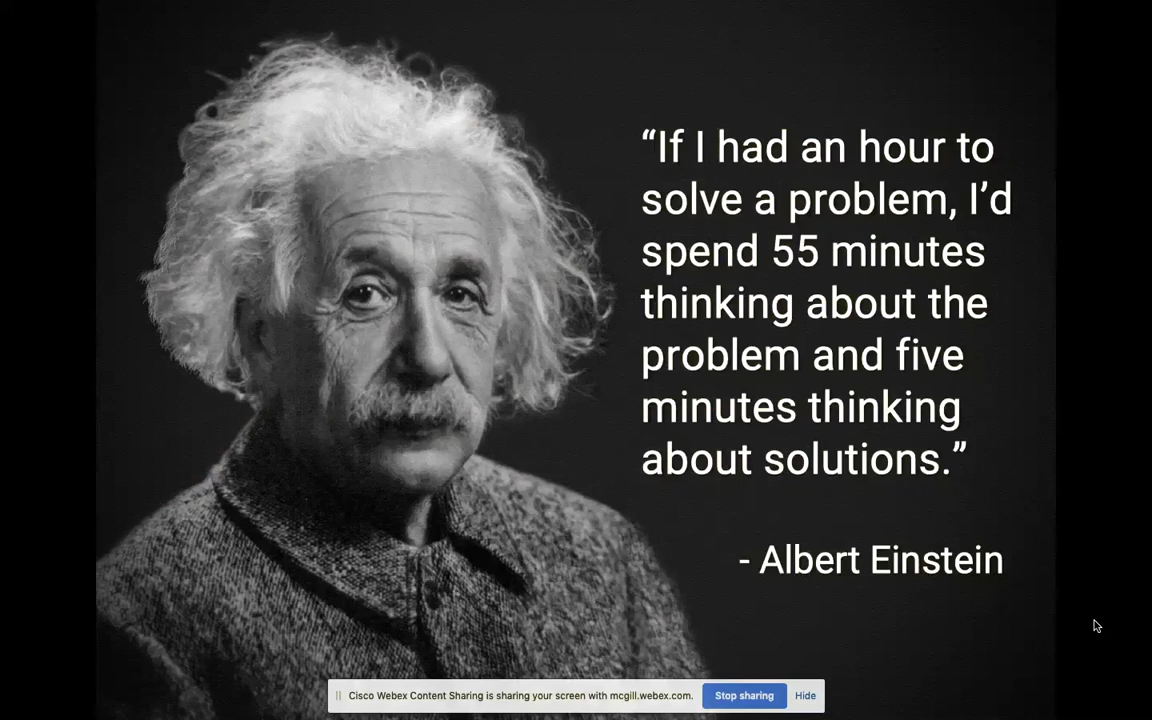 “If I had an hour to
solve a problem, I’d
spend 55 minutes
thinking about the
problem and five
minutes thinking
about solutions.”
- Albert Einstein
Cisco Webex Content Sharing is sharing your screen with mcgill.webex.com. Stop sharing Hide